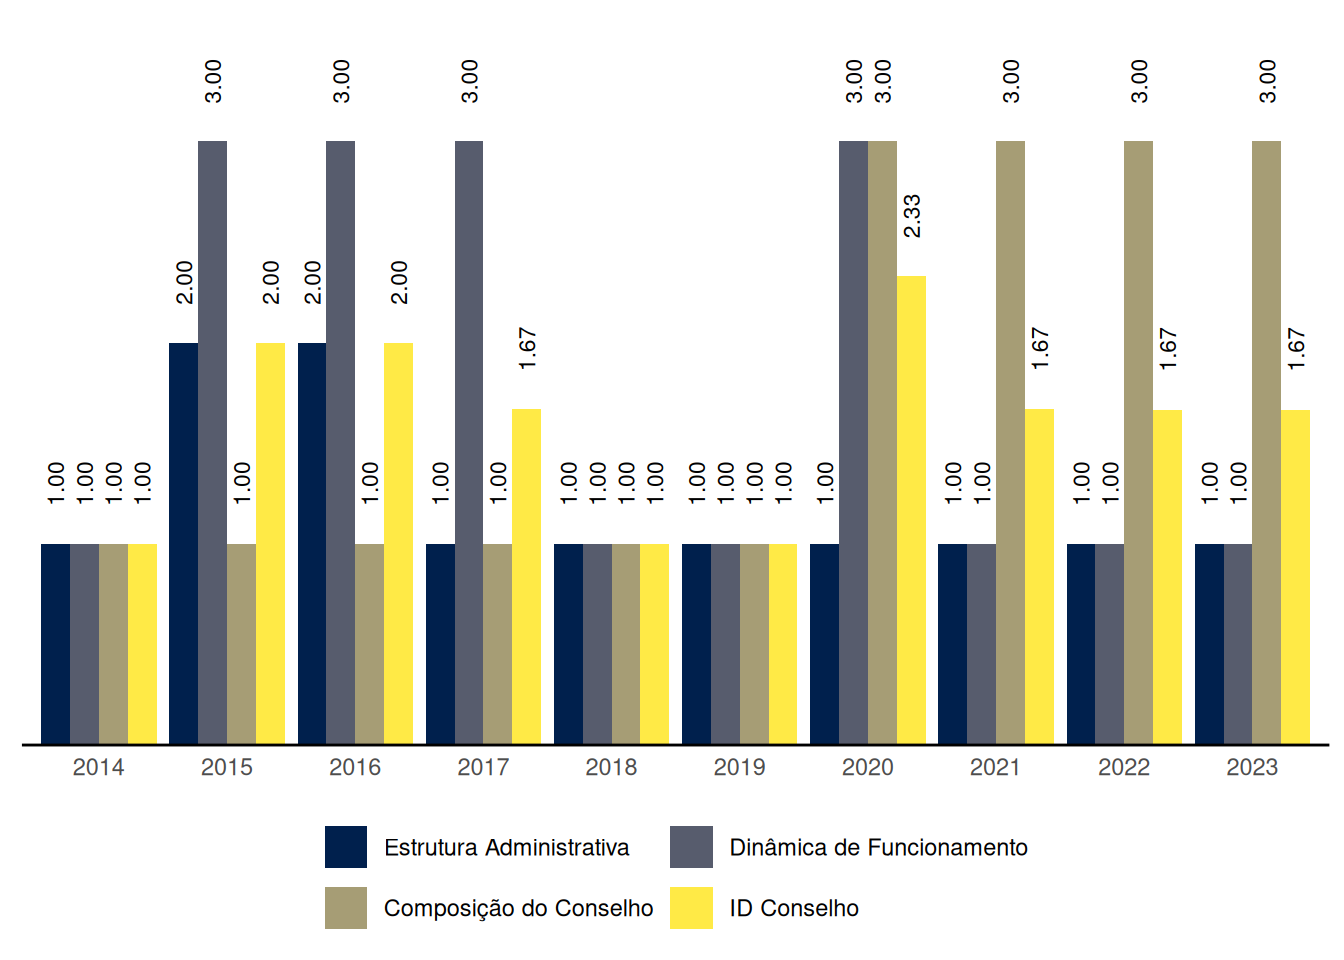 3.00 3.00 3.00 3.00 3.00 3.00 3.00 3.00
2.33
2.00 2.00 2.00 2.00
1.67 1.67 1.67 1.67
1.00 1.00 1.00 1.00 1.00 1.00 1.00 1.00 1.00 1.00 1.00 1.00 1.00 1.00 1.00 1.00 1.00 1.00 1.00 1.00 1.00 1.00 1.00
2014 2015 2016 2017 2018 2019 2020 2021 2022 2023
Estrutura Administrativa Dinâmica de Funcionamento
Composição do Conselho ID Conselho